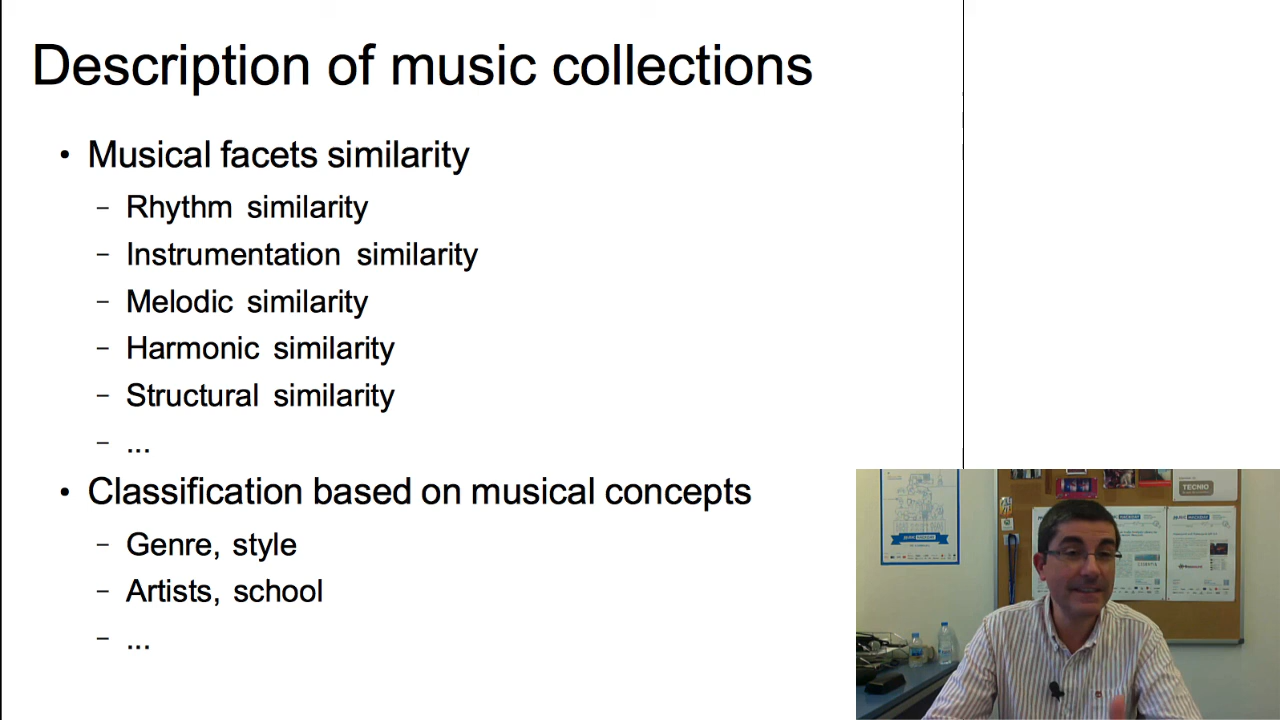 Description of music collections
• Musical facets similarity
– Rhythm similarity
– Instrumentation similarity
– Melodic similarity
– Harmonic similarity
– Structural similarity
– ...
• Classification based on musical concepts
– Genre, style
– Artists, school
– ...
TECNIO